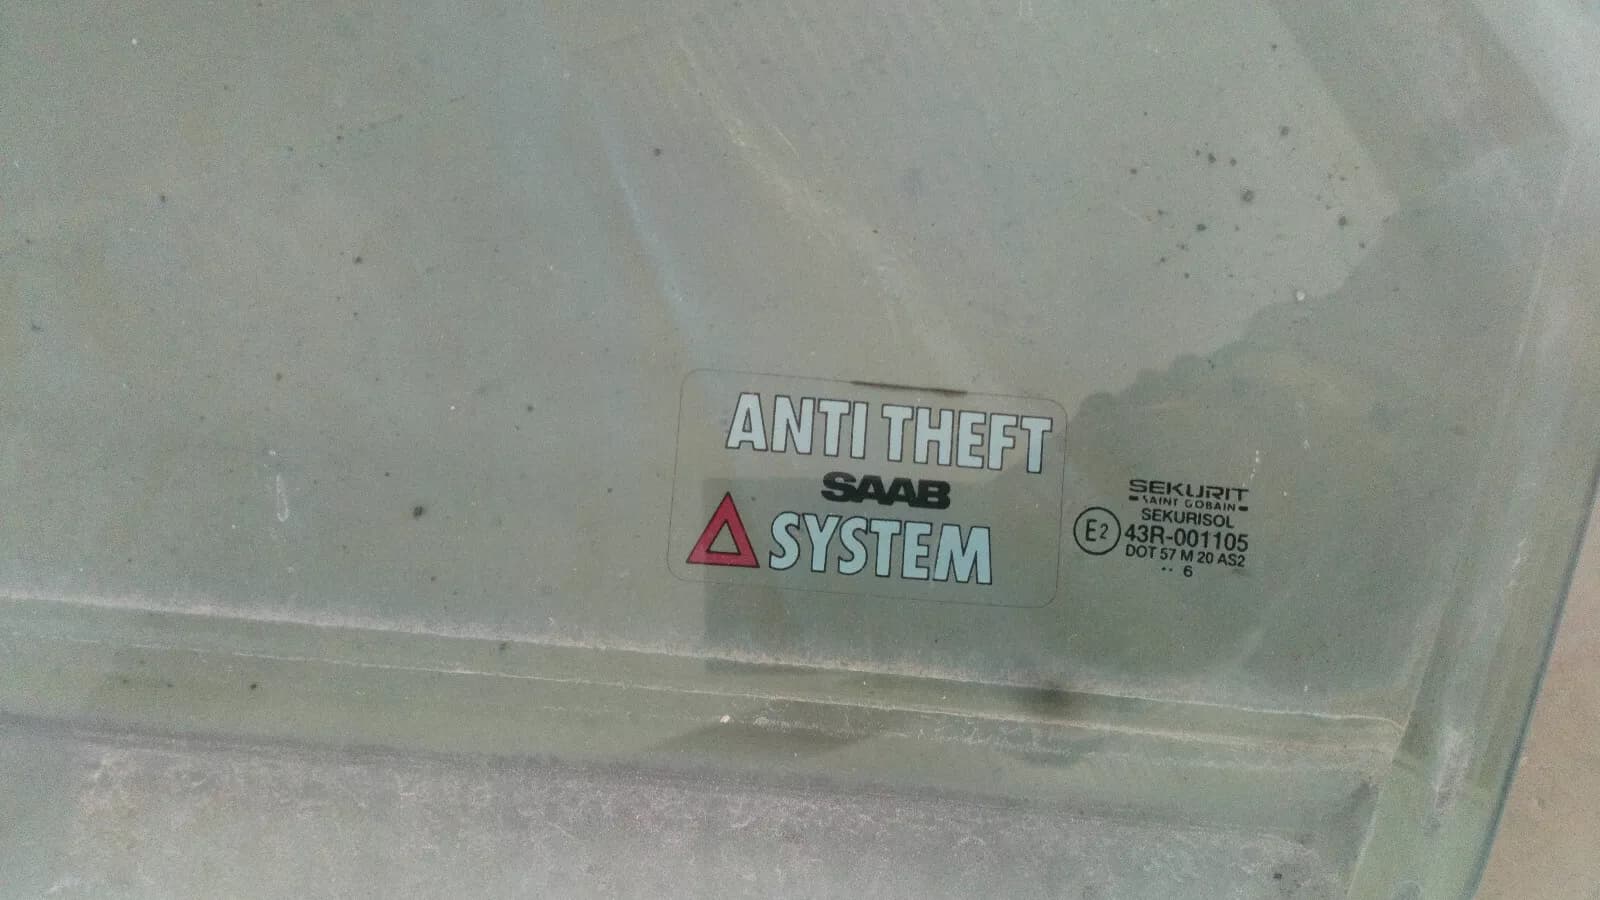 ANTI THEFT
SAAB
SYSTEM
SEKURIT
SAINT GOBAIN
SEKURISOL
E2 43R-001105
DOT 57 M 20 AS2
·· 6